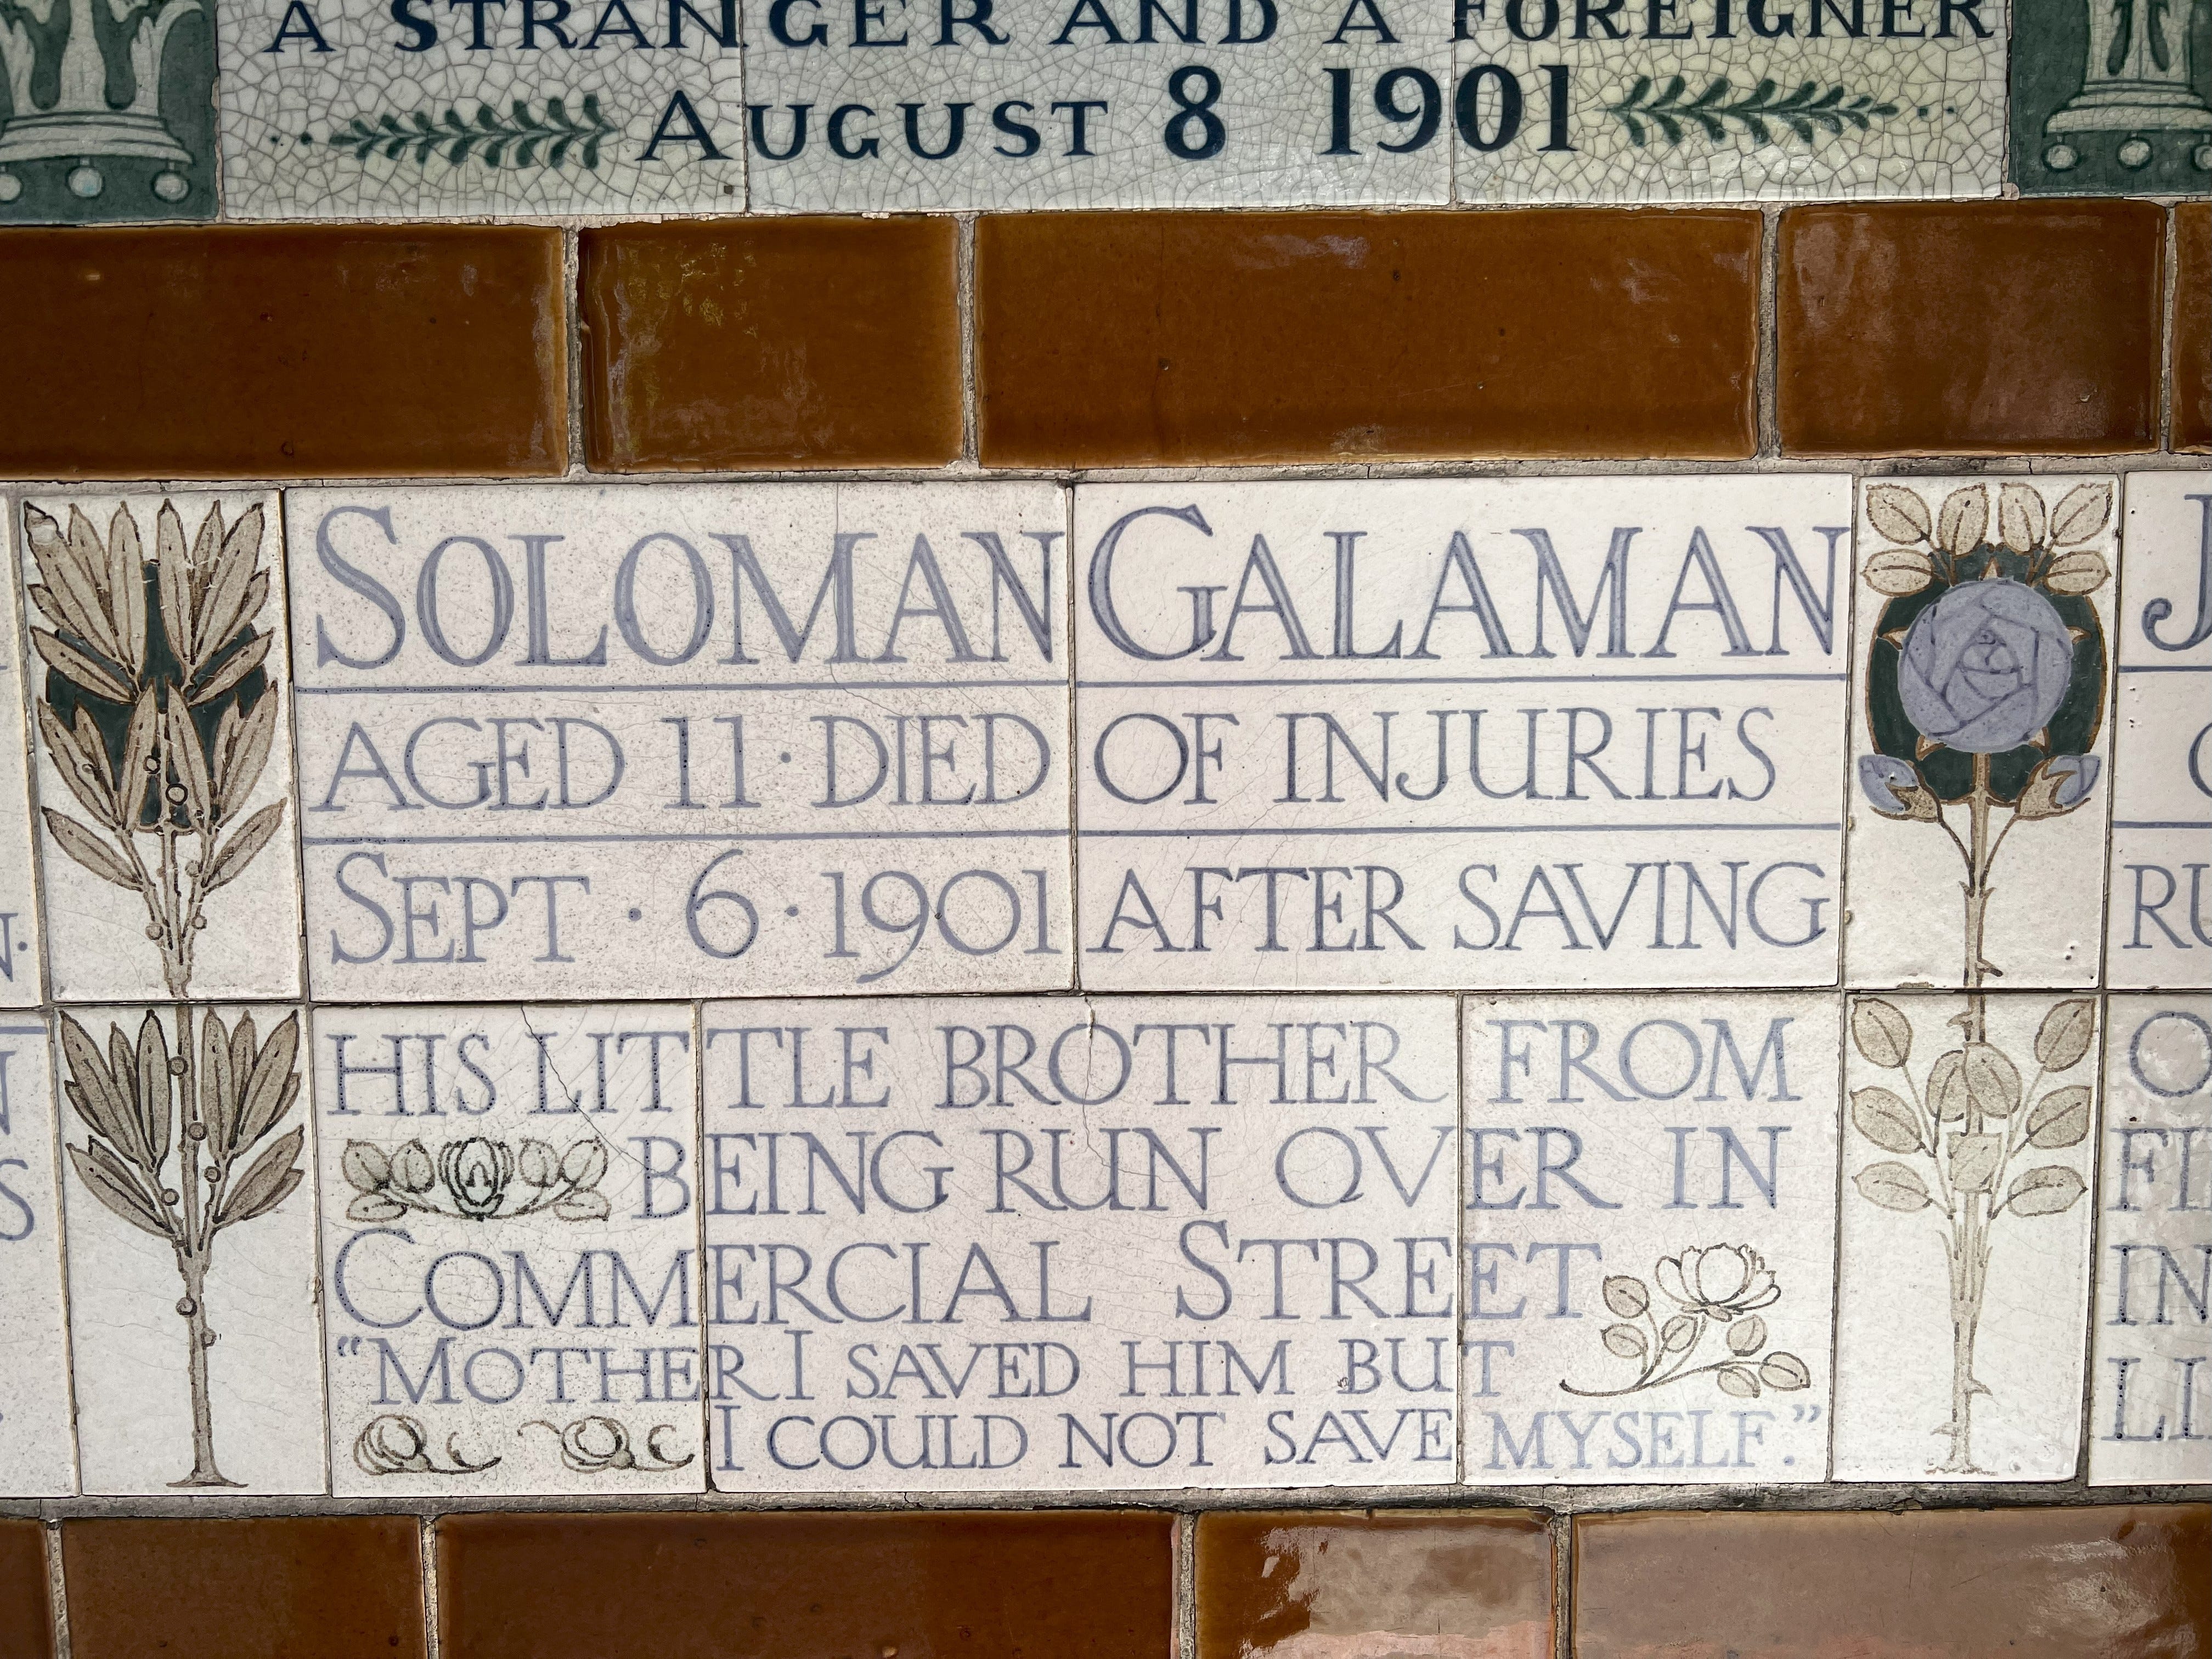 A STRANGER AND A FOREIGNER
AUGUST 8 1901
SOLOMAN GALAMAN
AGED 11 · DIED OF INJURIES
SEPT · 6 · 1901 AFTER SAVING
HIS LITTLE BROTHER FROM
BEING RUN OVER IN
COMMERCIAL STREET
"MOTHER I SAVED HIM BUT
I COULD NOT SAVE MYSELF."